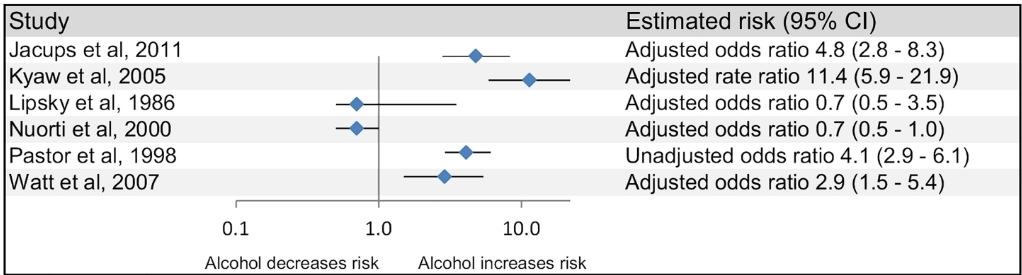 Study Estimated risk (95% CI)
Jacups et al, 2011 Adjusted odds ratio 4.8 (2.8 - 8.3)
Kyaw et al, 2005 Adjusted rate ratio 11.4 (5.9 - 21.9)
Lipsky et al, 1986 Adjusted odds ratio 0.7 (0.5 - 3.5)
Nuorti et al, 2000 Adjusted odds ratio 0.7 (0.5 - 1.0)
Pastor et al, 1998 Unadjusted odds ratio 4.1 (2.9 - 6.1)
Watt et al, 2007 Adjusted odds ratio 2.9 (1.5 - 5.4)
0.1 1.0 10.0
Alcohol decreases risk Alcohol increases risk